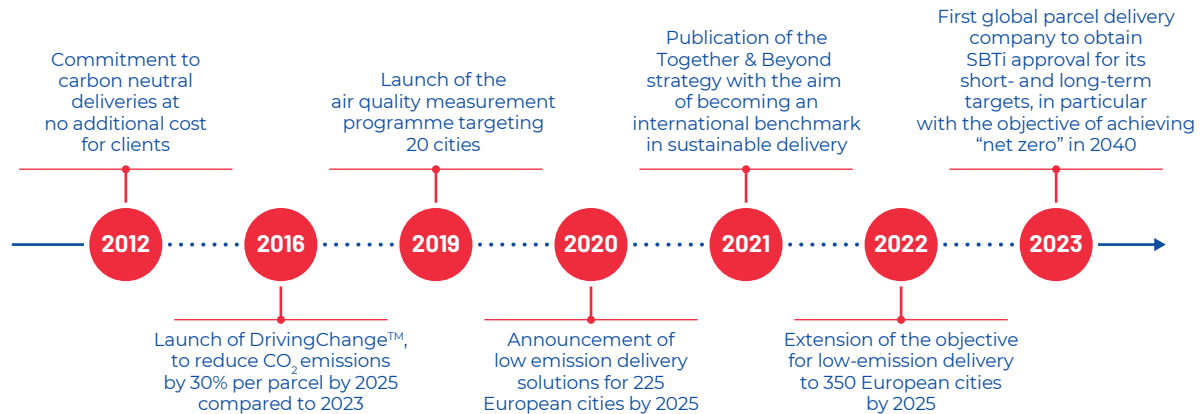 Commitment to
carbon neutral
deliveries at
no additional cost
for clients
2012
2016
Launch of DrivingChange™,
to reduce CO₂ emissions
by 30% per parcel by 2025
compared to 2023
Launch of the
air quality measurement
programme targeting
20 cities
2019
2020
Announcement of
low emission delivery
solutions for 225
European cities by 2025
Publication of the
Together & Beyond
strategy with the aim
of becoming an
international benchmark
in sustainable delivery
2021
2022
Extension of the objective
for low-emission delivery
to 350 European cities
by 2025
First global parcel delivery
company to obtain
SBTi approval for its
short- and long-term
targets, in particular
with the objective of achieving
“net zero” in 2040
2023